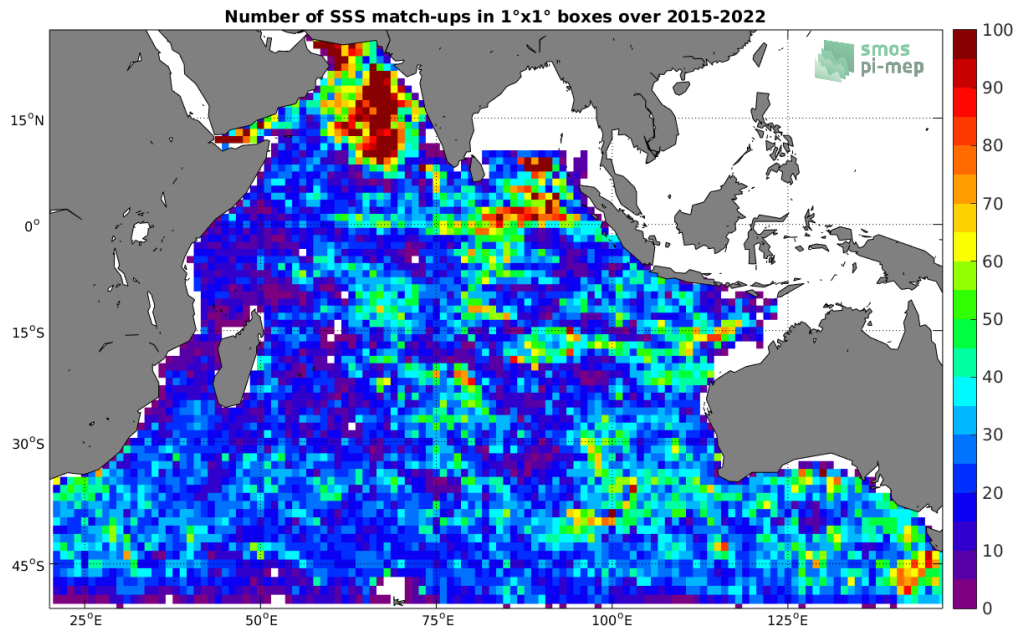 Number of SSS match-ups in 1°x1° boxes over 2015-2022
smos
pi-mep
100
90
80
70
60
50
40
30
20
10
0
15°N
0°
15°S
30°S
45°S
25°E
50°E
75°E
100°E
125°E